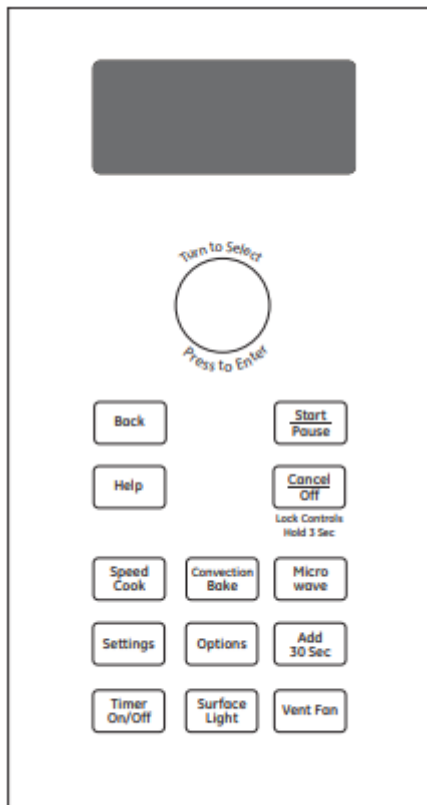 Turn to Select
Press to Enter
Back
Start
Pause
Help
Cancel
Off
Lock Controls
Hold 3 Sec
Speed
Cook
Convection
Bake
Micro
wave
Settings
Options
Add
30 Sec
Timer
On/Off
Surface
Light
Vent Fan